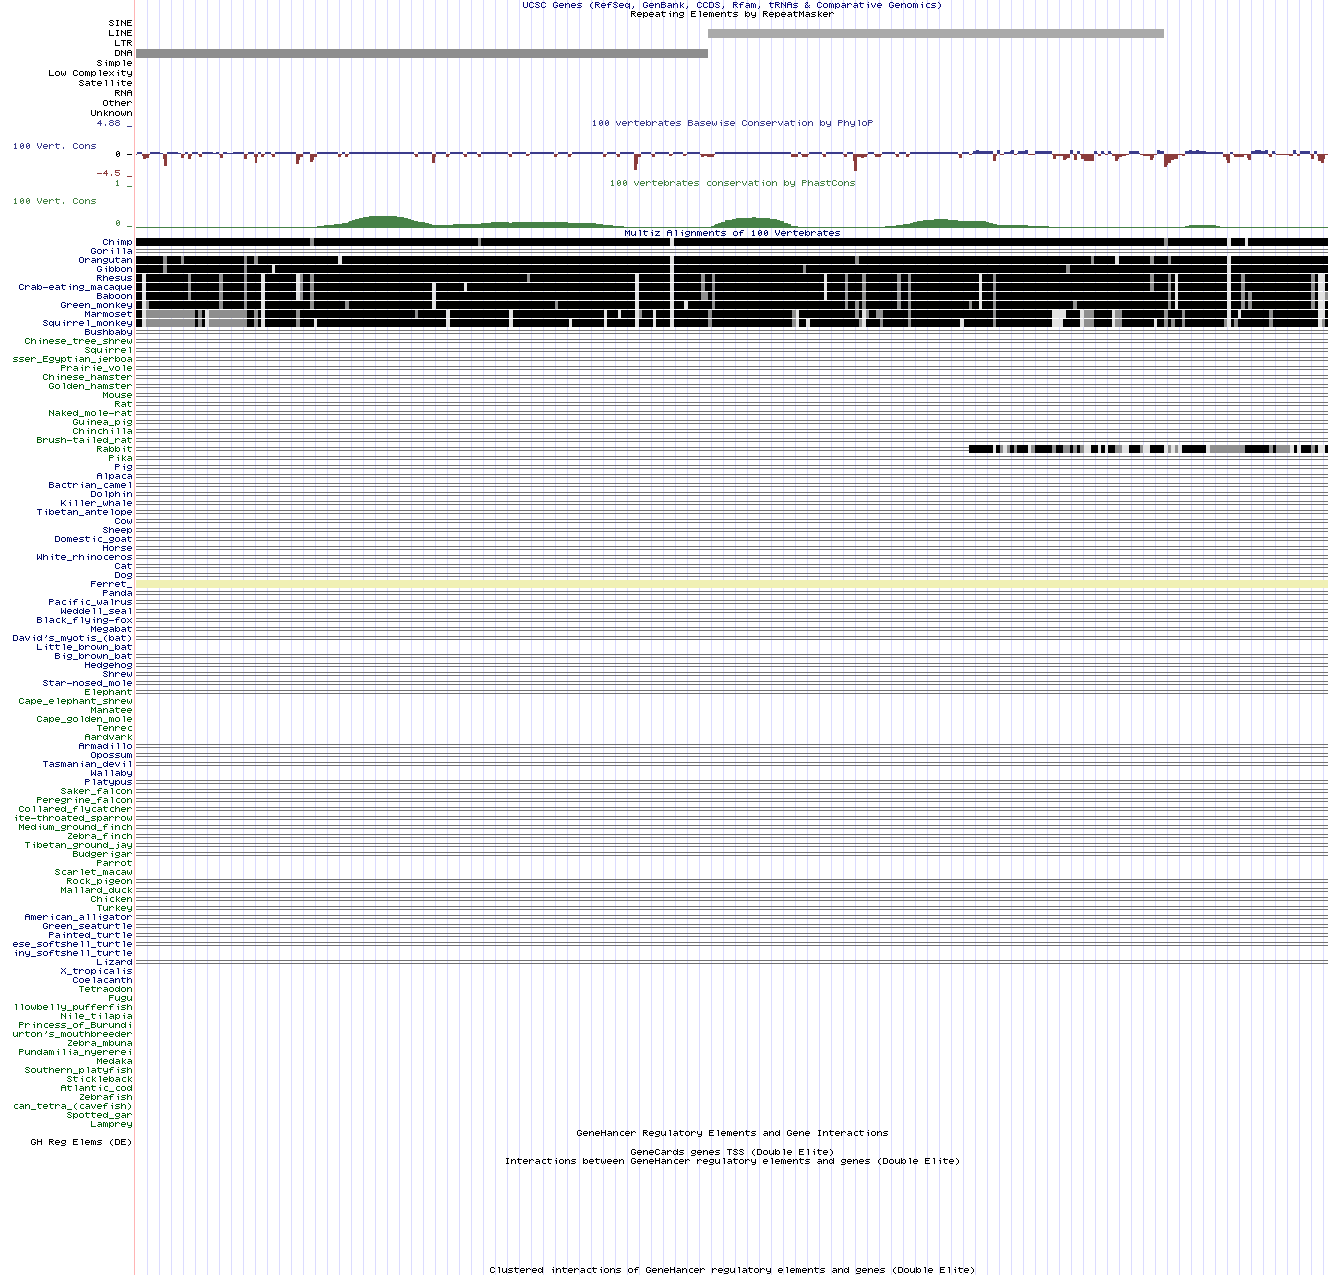 UCSC Genes (RefSeq, GenBank, CCDS, Rfam, tRNAs & Comparative Genomics)
Repeating Elements by RepeatMasker
SINE
LINE
LTR
DNA
Simple
Low Complexity
Satellite
RNA
Other
Unknown
4.88 _
100 vertebrates Basewise Conservation by PhyloP
100 Vert. Cons
0 _
-4.5 _
1 _
100 vertebrates conservation by PhastCons
100 Vert. Cons
0 _
Multiz Alignments of 100 Vertebrates
Chimp
Gorilla
Orangutan
Gibbon
Rhesus
Crab-eating_macaque
Baboon
Green_monkey
Marmoset
Squirrel_monkey
Bushbaby
Chinese_tree_shrew
Squirrel
sser_Egyptian_jerboa
Prairie_vole
Chinese_hamster
Golden_hamster
Mouse
Rat
Naked_mole-rat
Guinea_pig
Chinchilla
Brush-tailed_rat
Rabbit
Pika
Pig
Alpaca
Bactrian_camel
Dolphin
Killer_whale
Tibetan_antelope
Cow
Sheep
Domestic_goat
Horse
White_rhinoceros
Cat
Dog
Ferret_
Panda
Pacific_walrus
Weddell_seal
Black_flying-fox
Megabat
David's_myotis_(bat)
Little_brown_bat
Big_brown_bat
Hedgehog
Shrew
Star-nosed_mole
Elephant
Cape_elephant_shrew
Manatee
Cape_golden_mole
Tenrec
Aardvark
Armadillo
Opossum
Tasmanian_devil
Wallaby
Platypus
Saker_falcon
Peregrine_falcon
Collared_flycatcher
ite-throated_sparrow
Medium_ground_finch
Zebra_finch
Tibetan_ground_jay
Budgerigar
Parrot
Scarlet_macaw
Rock_pigeon
Mallard_duck
Chicken
Turkey
American_alligator
Green_seaturtle
Painted_turtle
ese_softshell_turtle
iny_softshell_turtle
Lizard
X_tropicalis
Coelacanth
Tetraodon
Fugu
llowbelly_pufferfish
Nile_tilapia
Princess_of_Burundi
urton's_mouthbreeder
Zebra_mbuna
Pundamilia_nyererei
Medaka
Southern_platyfish
Stickleback
Atlantic_cod
Zebrafish
can_tetra_(cavefish)
Spotted_gar
Lamprey
GeneHancer Regulatory Elements and Gene Interactions
GH Reg Elems (DE)
GeneCards genes TSS (Double Elite)
Interactions between GeneHancer regulatory elements and genes (Double Elite)
Clustered interactions of GeneHancer regulatory elements and genes (Double Elite)